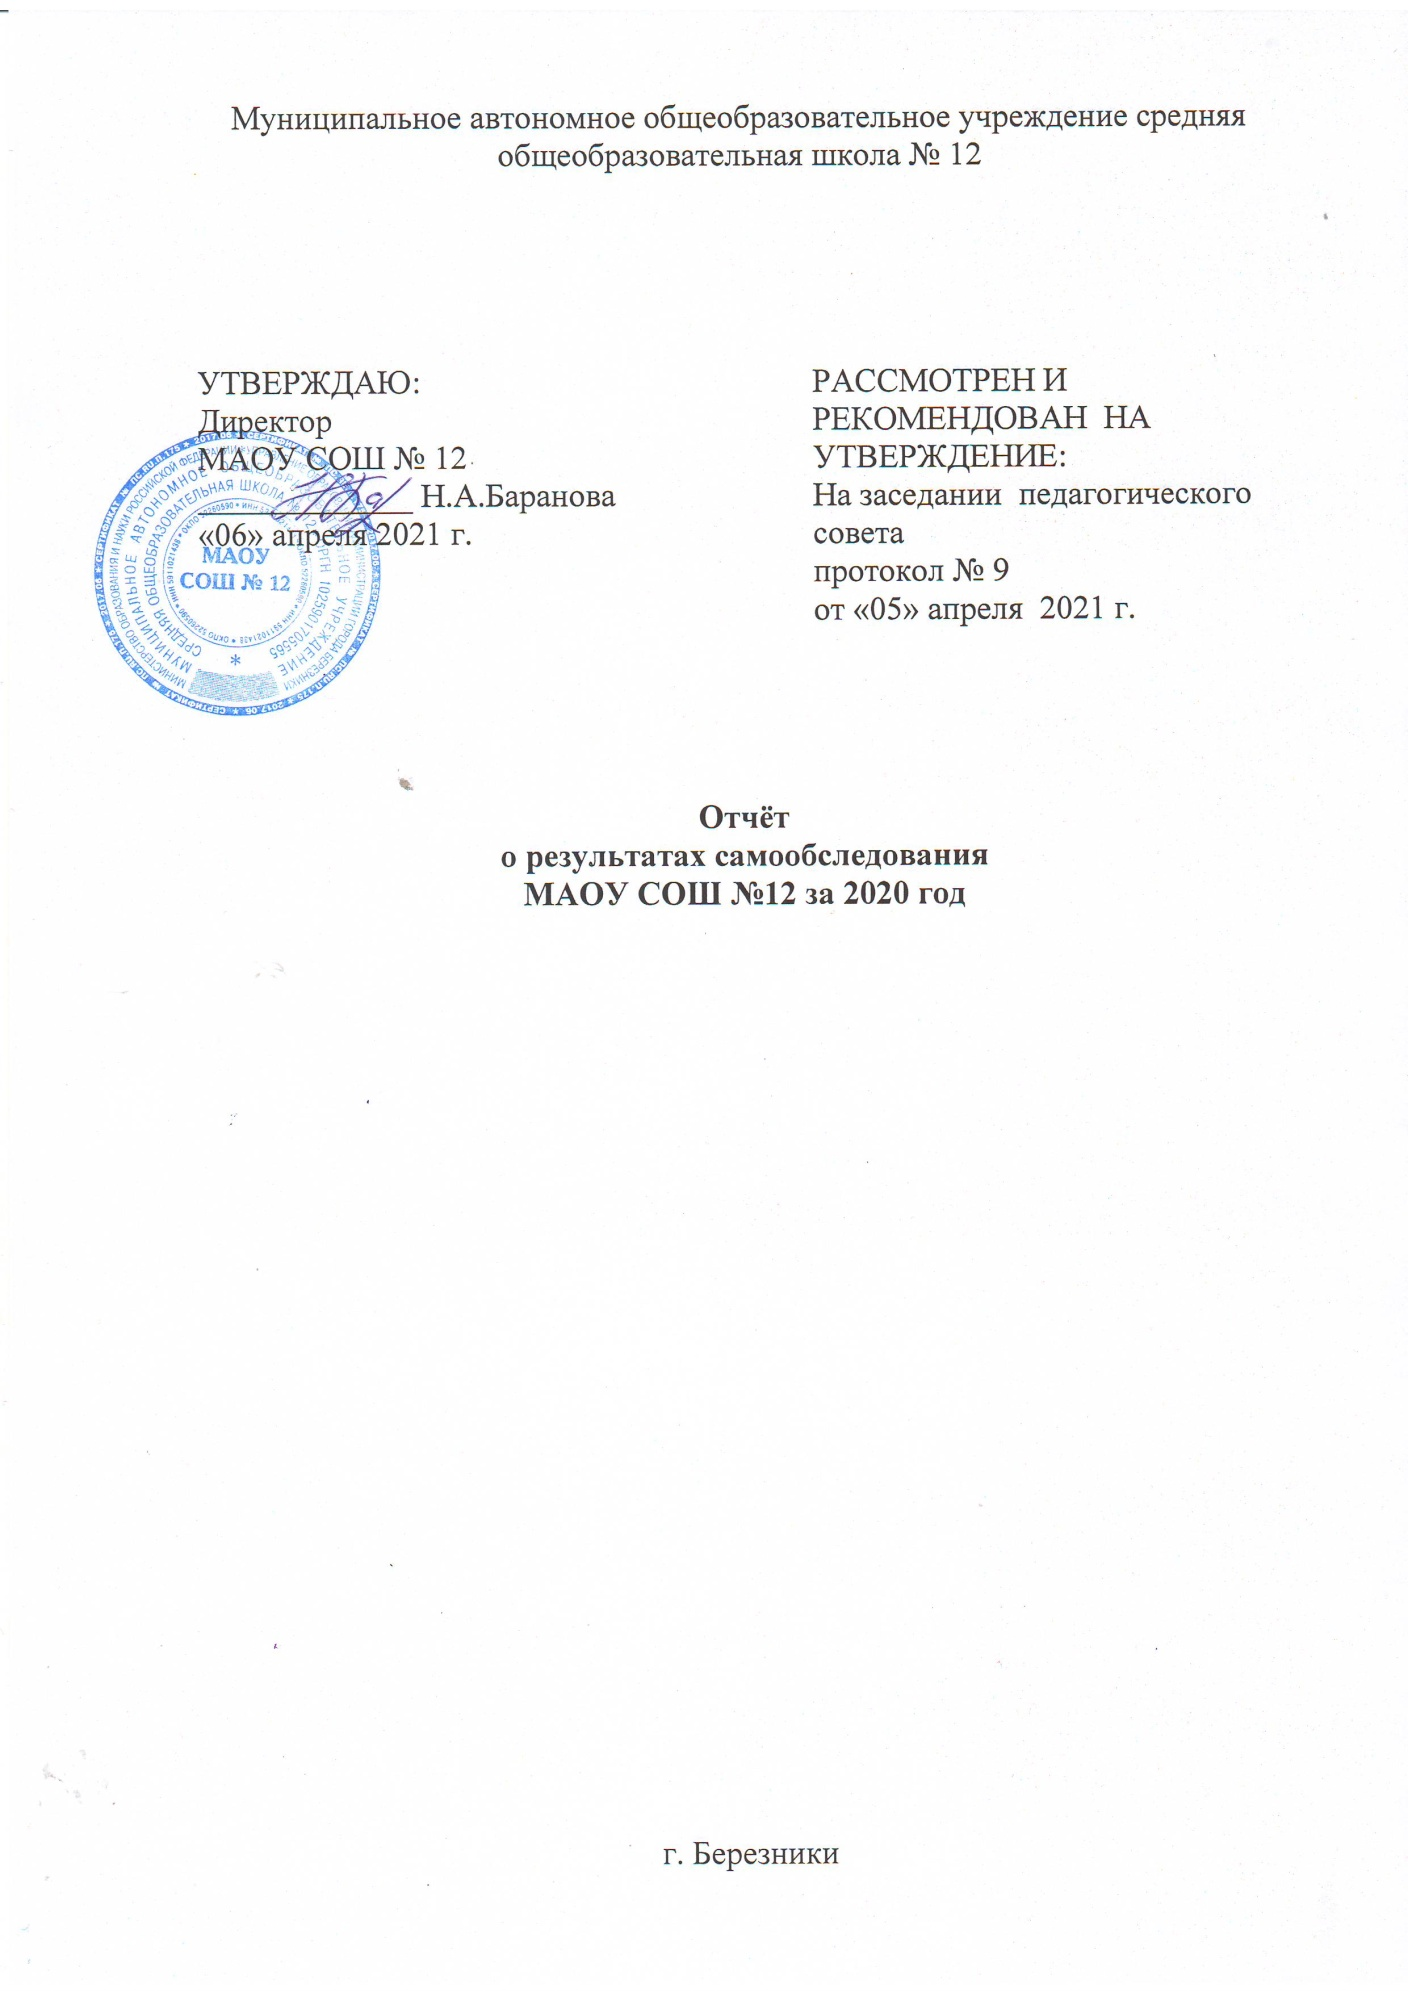 Муниципальное автономное общеобразовательное учреждение средняя
общеобразовательная школа № 12
УТВЕРЖДАЮ:
Директор
МАОУ СОШ № 12
Н.А.Баранова
«06» апреля 2021 г.
РАССМОТРЕН И
РЕКОМЕНДОВАН НА
УТВЕРЖДЕНИЕ:
На заседании педагогического
совета
протокол № 9
от «05» апреля 2021 г.
МАОУ
СОШ № 12
Отчёт
о результатах самообследования
МАОУ СОШ №12 за 2020 год
г. Березники